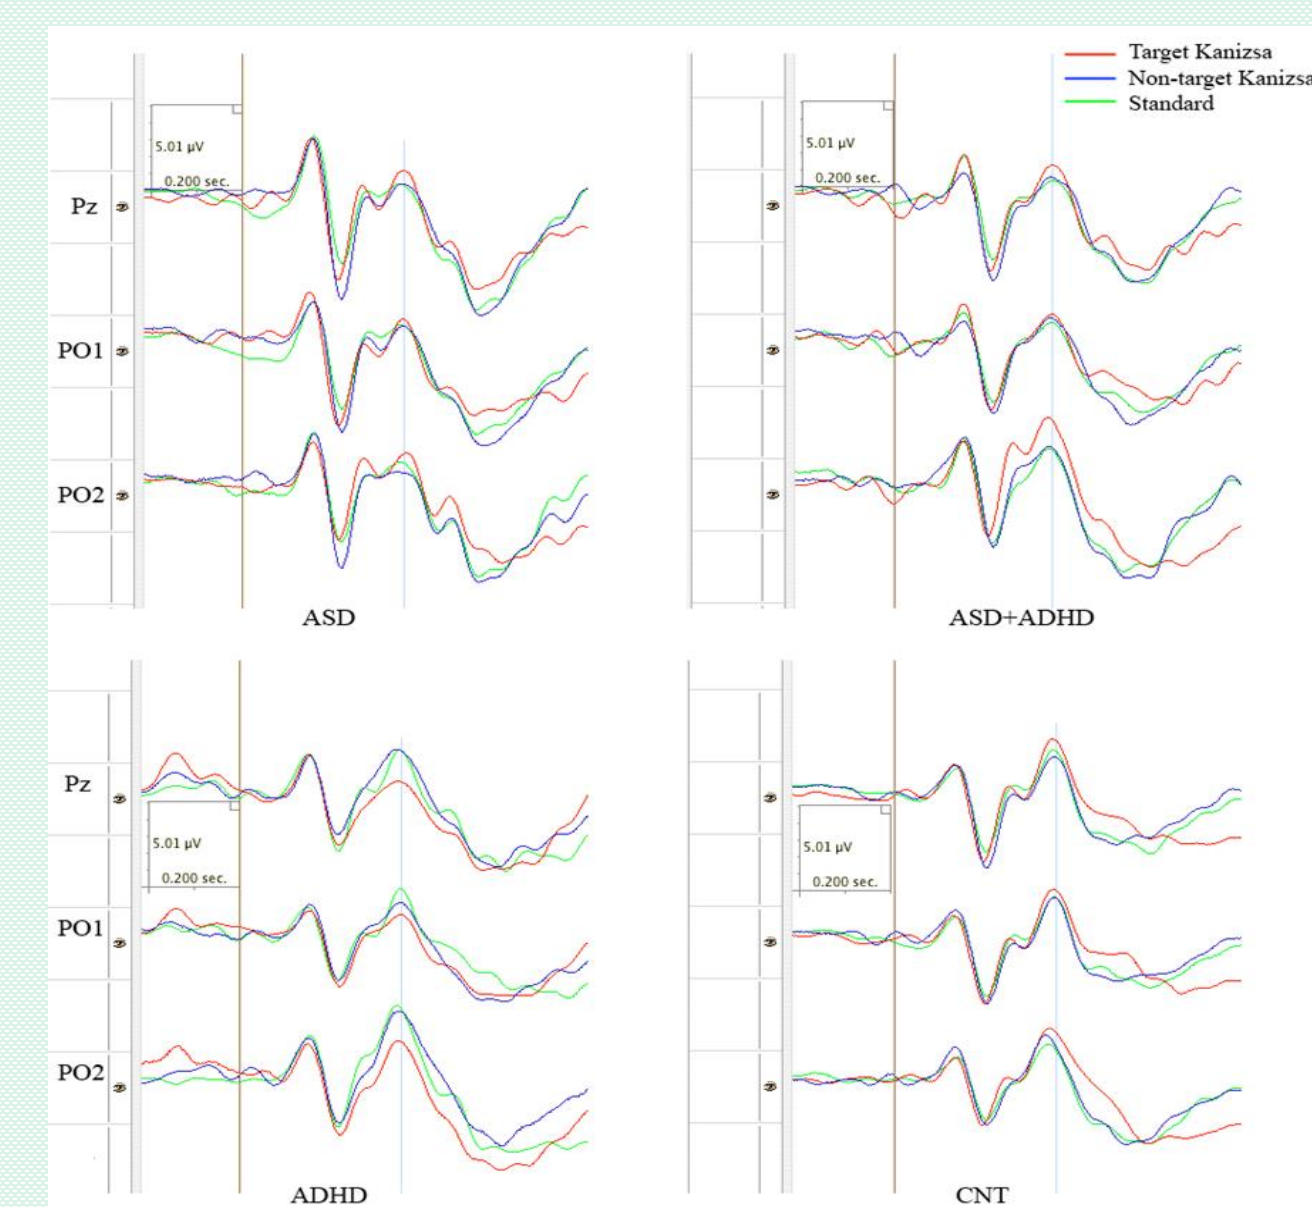 Target Kanizsa
Non-target Kanizsa
Standard
5.01 µV
0.200 sec.
Pz
PO1
PO2
ASD
5.01 µV
0.200 sec.
ASD+ADHD
Pz
5.01 µV
0.200 sec.
PO1
PO2
ADHD
5.01 µV
0.200 sec.
CNT